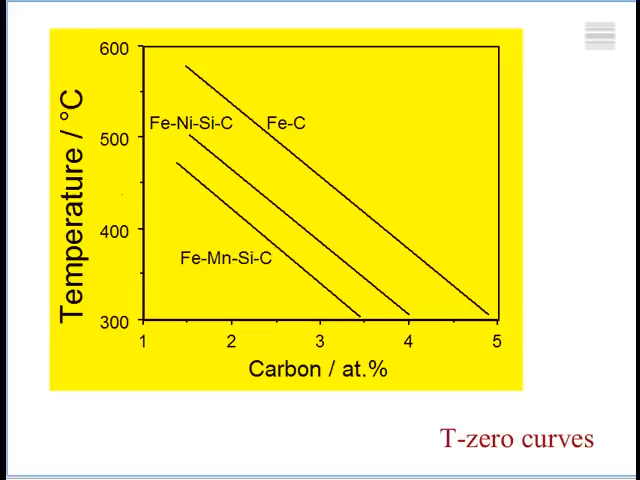 600
Fe-Ni-Si-C Fe-C
500
Temperature / °C
400
Fe-Mn-Si-C
300
1 2 3 4 5
Carbon / at.%
T-zero curves